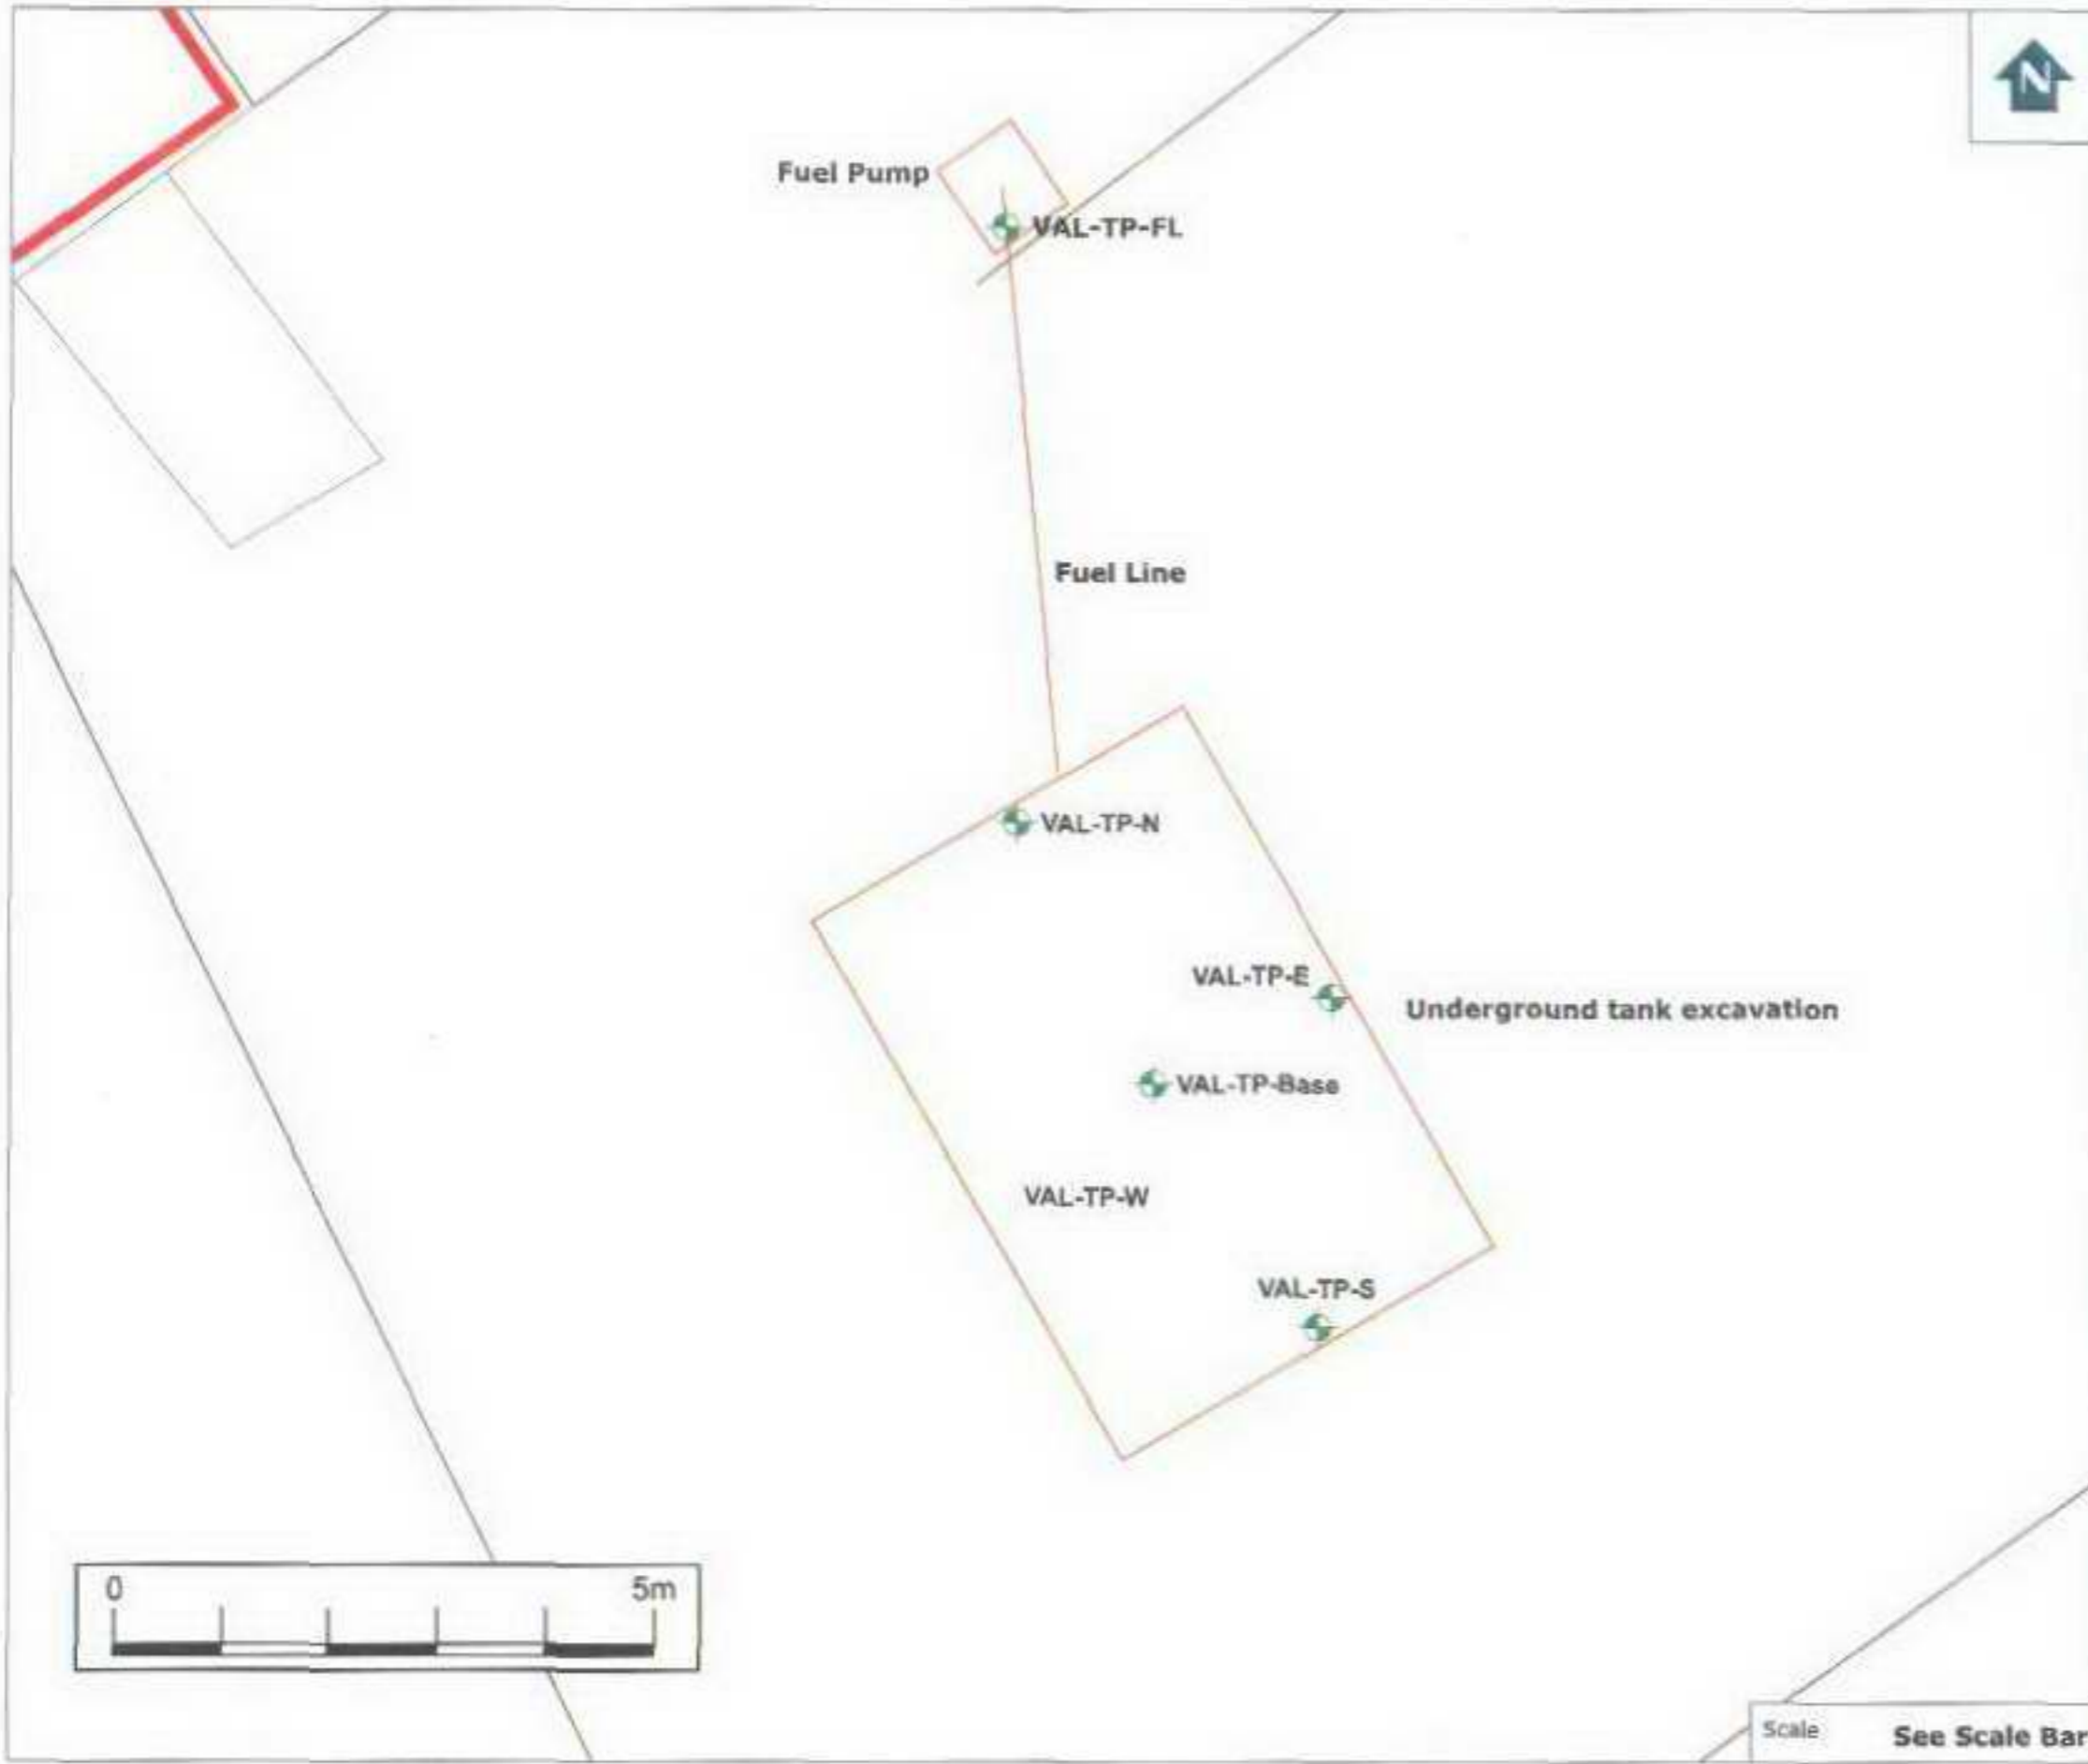 N
Fuel Pump
VAL-TP-FL
Fuel Line
VAL-TP-N
VAL-TP-E
Underground tank excavation
VAL-TP-Base
VAL-TP-W
VAL-TP-S
0 5m
Scale See Scale Bar